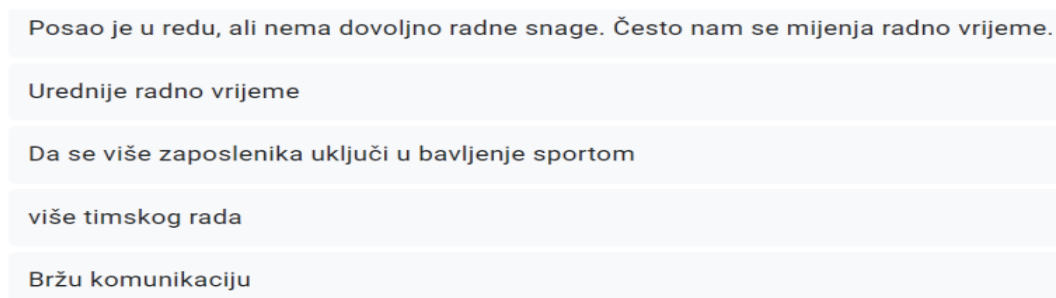 Posao je u redu, ali nema dovoljno radne snage. Često nam se mijenja radno vrijeme.
Urednije radno vrijeme
Da se više zaposlenika uključi u bavljenje sportom
više timskog rada
Bržu komunikaciju